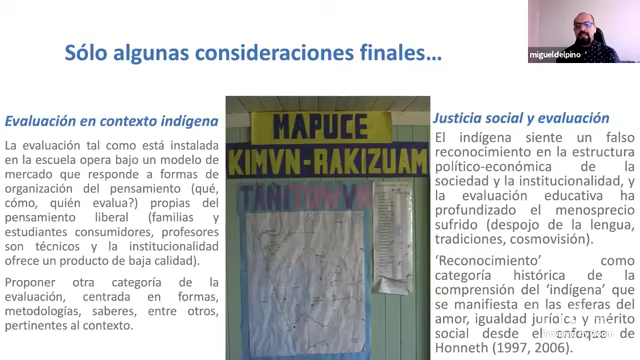 migueldelpino
Sólo algunas consideraciones finales…
Evaluación en contexto indígena
La evaluación tal como está instalada
en la escuela opera bajo un modelo de
mercado que responde a formas de
organización del pensamiento (qué,
cómo, quién evalua?) propias del
pensamiento liberal (familias y
estudiantes consumidores, profesores
son técnicos y la institucionalidad
ofrece un producto de baja calidad).
Proponer otra categoría de la
evaluación, centrada en formas,
metodologías, saberes, entre otros,
pertinentes al contexto.
MAPUCE
KIMVN-RAKIZUAM
TAÑI TUWVN
Justicia social y evaluación
El indígena siente un falso
reconocimiento en la estructura
político-económica de la
sociedad y la institucionalidad, y
la evaluación educativa ha
profundizado el menosprecio
sufrido (despojo de la lengua,
tradiciones, cosmovisión).
‘Reconocimiento’ como
categoría histórica de la
comprensión del ‘indígena’ que
se manifiesta en las esferas del
amor, igualdad jurídica y mérito
social desde el enfoque de
Honneth (1997, 2006).